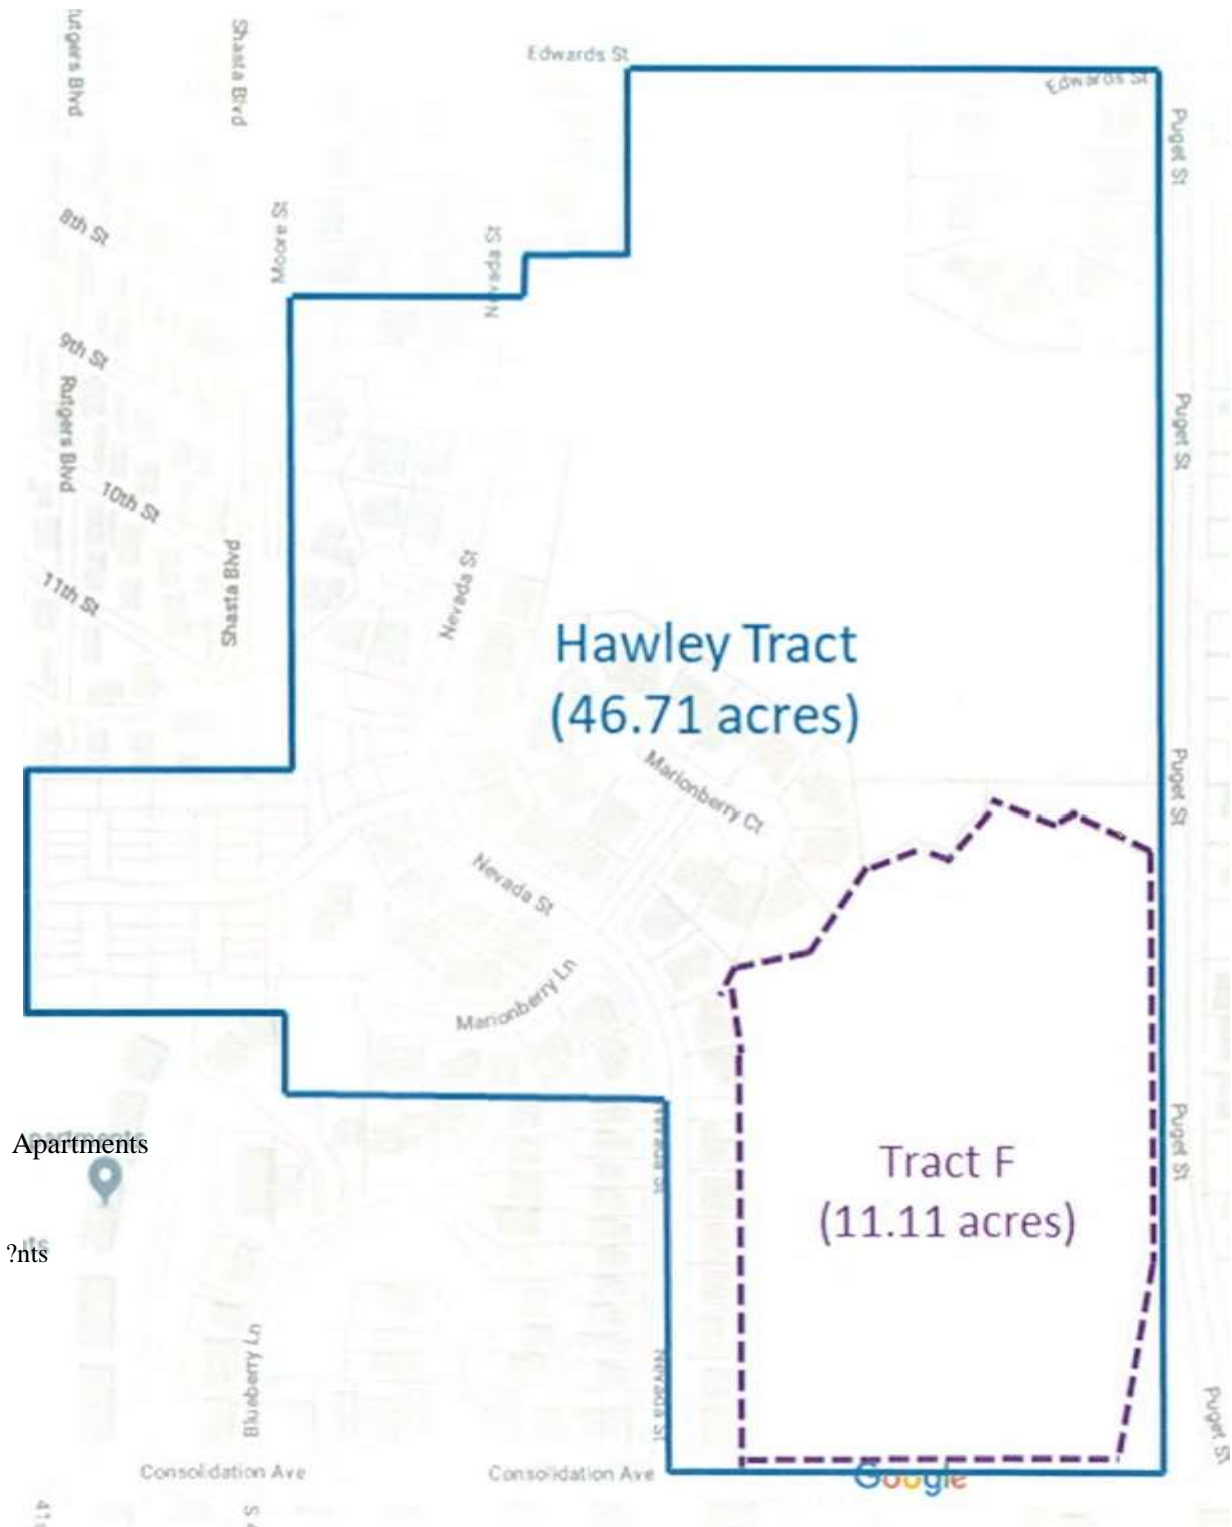 Rutgers Blvd
Shasta Blvd
Edwards St
Edwards St
Puget St
8th St
Moore St
Nevada St
9th St
Rutgers Blvd
Puget St
10th St
11th St
Shasta Blvd
Nevada St
Hawley Tract
(46.71 acres)
Marionberry Ct
Puget St
Nevada St
Marionberry Ln
Apartments
?nts
Nevada St
Puget St
Tract F
(11.11 acres)
Blueberry Ln
Nevada St
Puget St
Consolidation Ave
Consolidation Ave
Google